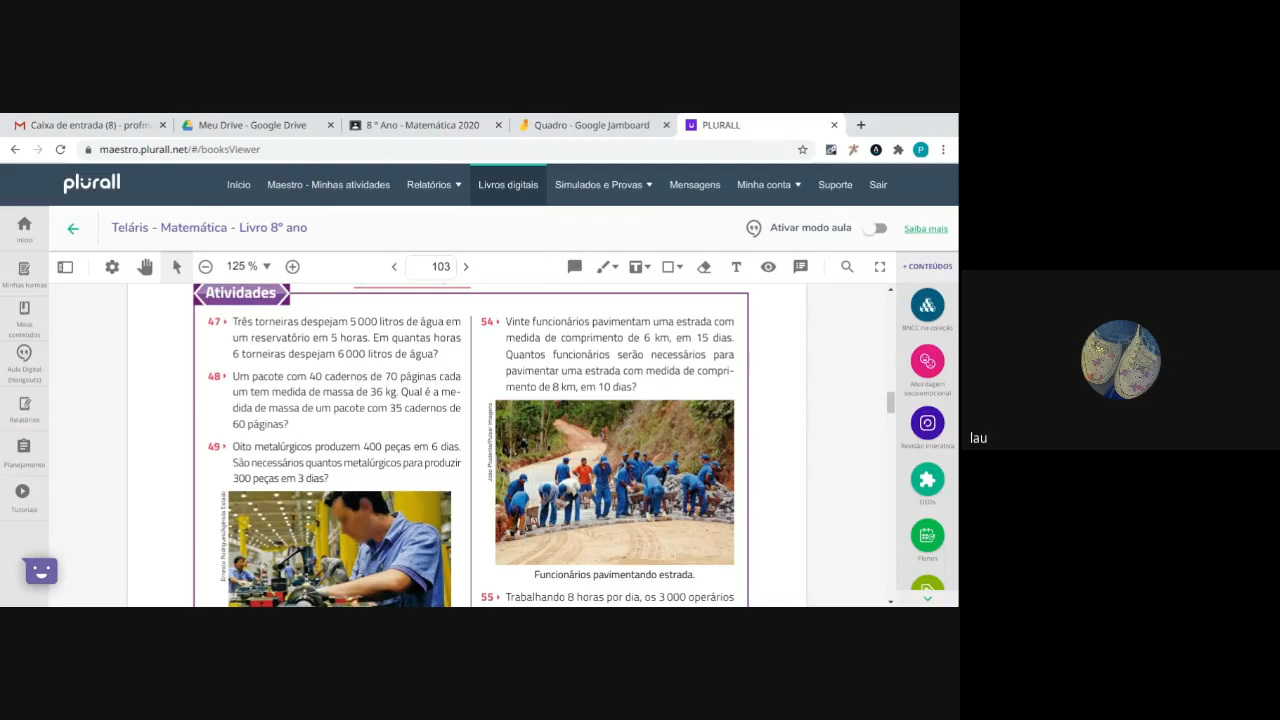 Caixa de entrada (8) - profm
Meu Drive - Google Drive
8 º Ano - Matemática 2020
Quadro - Google Jamboard
PLURALL
maestro.plurall.net/#/booksViewer
P
plurall
Início
Maestro - Minhas atividades
Relatórios
Livros digitais
Simulados e Provas
Mensagens
Minha conta
Suporte
Sair
Início
Teláris - Matemática - Livro 8º ano
Ativar modo aula
Saiba mais
125 %
103
+ CONTEÚDOS
Minhas turmas
Meus
conteúdos
Aula Digital
(Hangouts)
Relatórios
Planejamento
Tutoriais
Atividades
47 Três torneiras despejam 5 000 litros de água em
um reservatório em 5 horas. Em quantas horas
6 torneiras despejam 6 000 litros de água?
48 Um pacote com 40 cadernos de 70 páginas cada
um tem medida de massa de 36 kg. Qual é a me-
dida de massa de um pacote com 35 cadernos de
60 páginas?
49 Oito metalúrgicos produzem 400 peças em 6 dias.
São necessários quantos metalúrgicos para produzir
300 peças em 3 dias?
Ernesto Rodrigues/Agência Estado
54 Vinte funcionários pavimentam uma estrada com
medida de comprimento de 6 km, em 15 dias.
Quantos funcionários serão necessários para
pavimentar uma estrada com medida de compri-
mento de 8 km, em 10 dias?
João Prudente/Pulsar Imagens
Funcionários pavimentando estrada.
55 Trabalhando 8 horas por dia, os 3 000 operários
BNCC na coleção
Abordagem
socioemocional
Revisão interativa
OEDs
Planos
lau